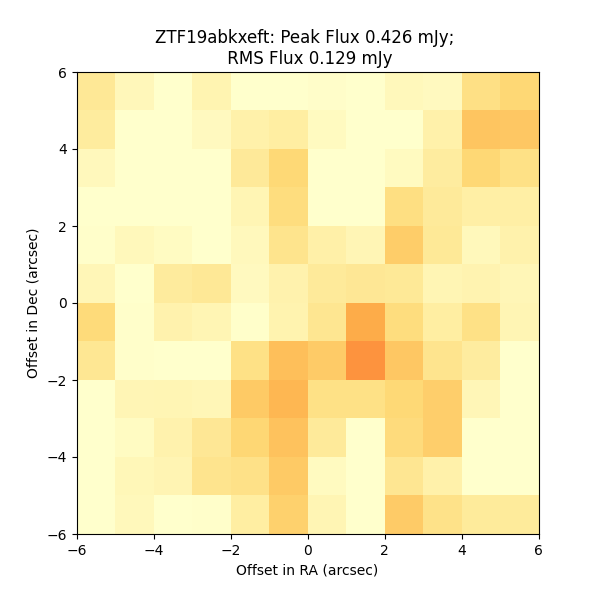 ZTF19abkxeft: Peak Flux 0.426 mJy;
RMS Flux 0.129 mJy
6
4
2
0
−2
−4
−6
Offset in Dec (arcsec)
−6 −4 −2 0 2 4 6
Offset in RA (arcsec)